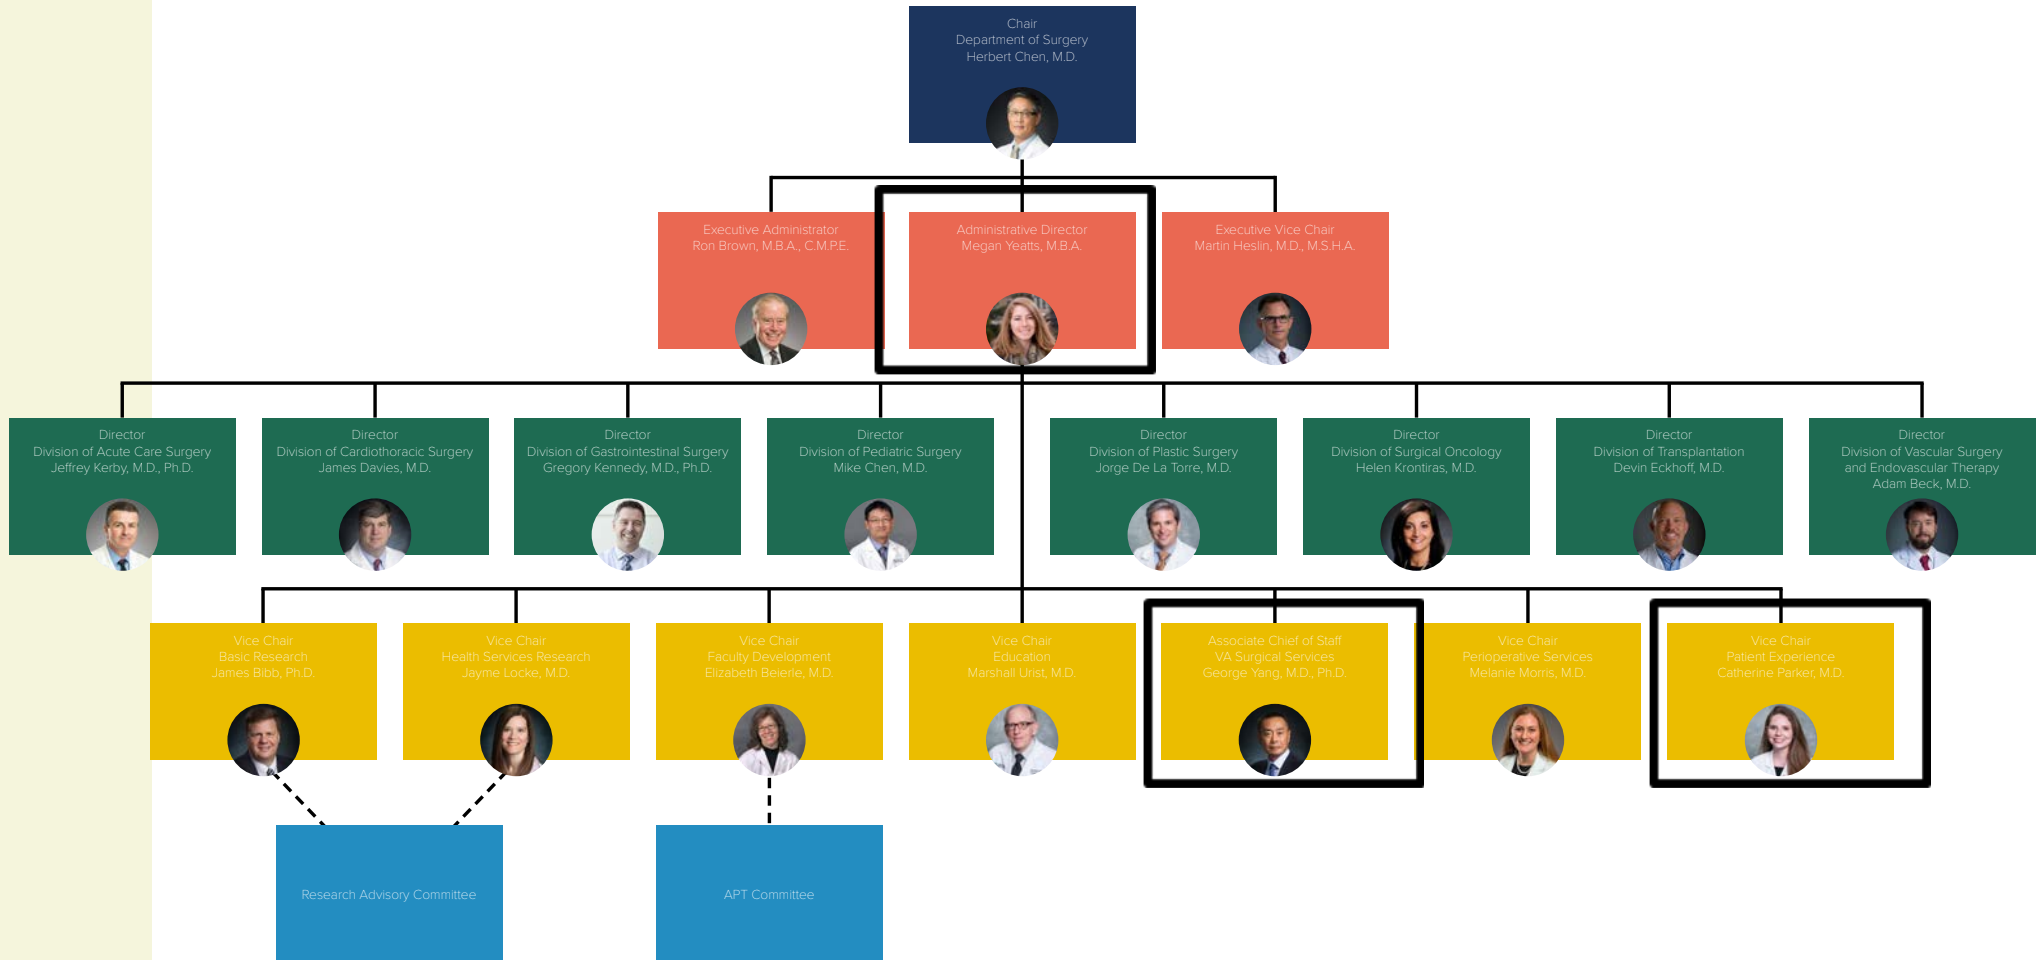 Chair
Department of Surgery
Herbert Chen, M.D.
Executive Administrator
Ron Brown, M.B.A., C.M.P.E.
Administrative Director
Megan Yeatts, M.B.A.
Executive Vice Chair
Martin Heslin, M.D., M.S.H.A.
Director
Division of Acute Care Surgery
Jeffrey Kerby, M.D., Ph.D.
Director
Division of Cardiothoracic Surgery
James Davies, M.D.
Director
Division of Gastrointestinal Surgery
Gregory Kennedy, M.D., Ph.D.
Director
Division of Pediatric Surgery
Mike Chen, M.D.
Director
Division of Plastic Surgery
Jorge De La Torre, M.D.
Director
Division of Surgical Oncology
Helen Krontiras, M.D.
Director
Division of Transplantation
Devin Eckhoff, M.D.
Director
Division of Vascular Surgery
and Endovascular Therapy
Adam Beck, M.D.
Vice Chair
Basic Research
James Bibb, Ph.D.
Vice Chair
Health Services Research
Jayme Locke, M.D.
Vice Chair
Faculty Development
Elizabeth Beierle, M.D.
Vice Chair
Education
Marshall Urist, M.D.
Associate Chief of Staff
VA Surgical Services
George Yang, M.D., Ph.D.
Vice Chair
Perioperative Services
Melanie Morris, M.D.
Vice Chair
Patient Experience
Catherine Parker, M.D.
Research Advisory Committee
APT Committee